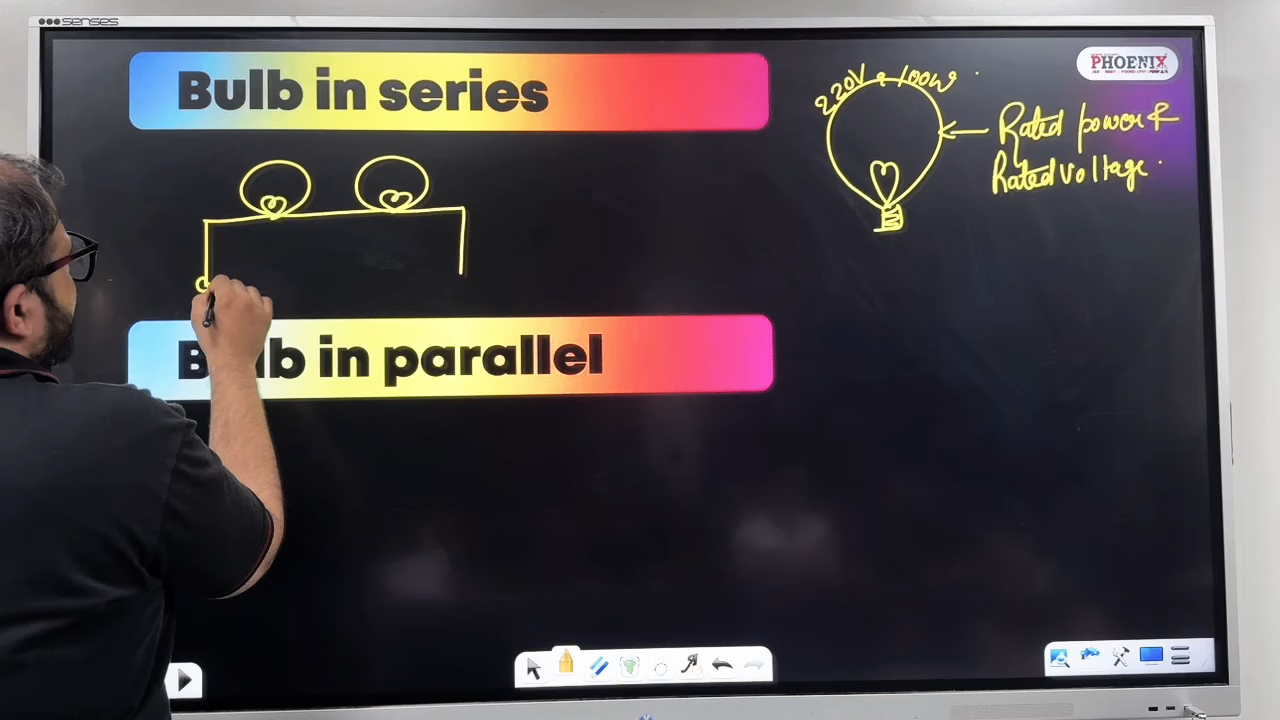 senses
Bulb in series
220V 100w
PHOENIX
Rated power &
Rated voltage.
Bulb in parallel